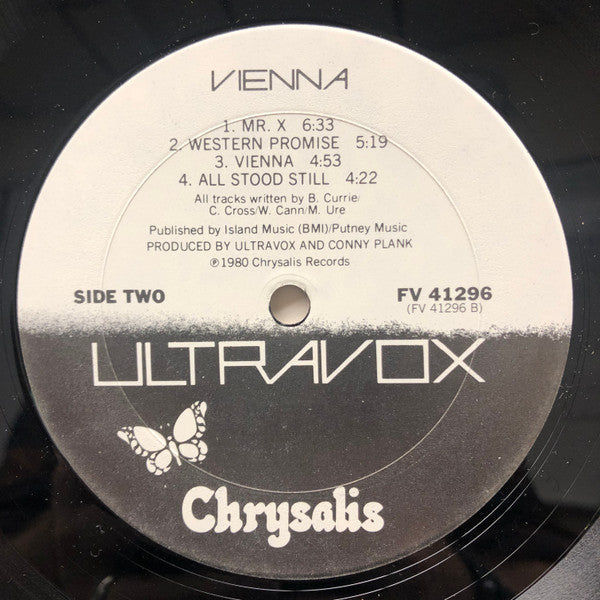 VIENNA
1. MR. X 6:33
2. WESTERN PROMISE 5:19
3. VIENNA 4:53
4. ALL STOOD STILL 4:22
All tracks written by B. Currie/
C. Cross/W. Cann/M. Ure
Published by Island Music (BMI)/Putney Music
PRODUCED BY ULTRAVOX AND CONNY PLANK
℗1980 Chrysalis Records
SIDE TWO
FV 41296
(FV 41296 B)
ULTRAVOX
Chrysalis